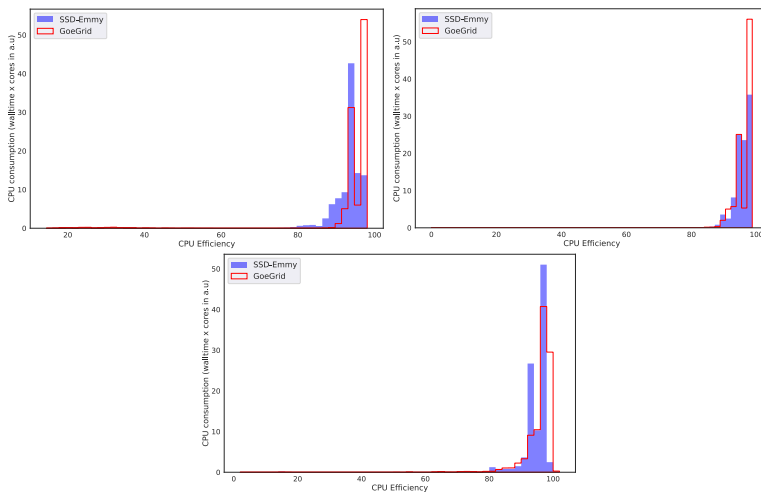 CPU consumption (walltime x cores in a.u)
50
40
30
20
10
0
SSD-Emmy
GoeGrid
20 40 60 80 100
CPU Efficiency
CPU consumption (walltime x cores in a.u)
50
40
30
20
10
0
SSD-Emmy
GoeGrid
0 20 40 60 80 100
CPU Efficiency
CPU consumption (walltime x cores in a.u)
50
40
30
20
10
0
SSD-Emmy
GoeGrid
0 20 40 60 80 100
CPU Efficiency